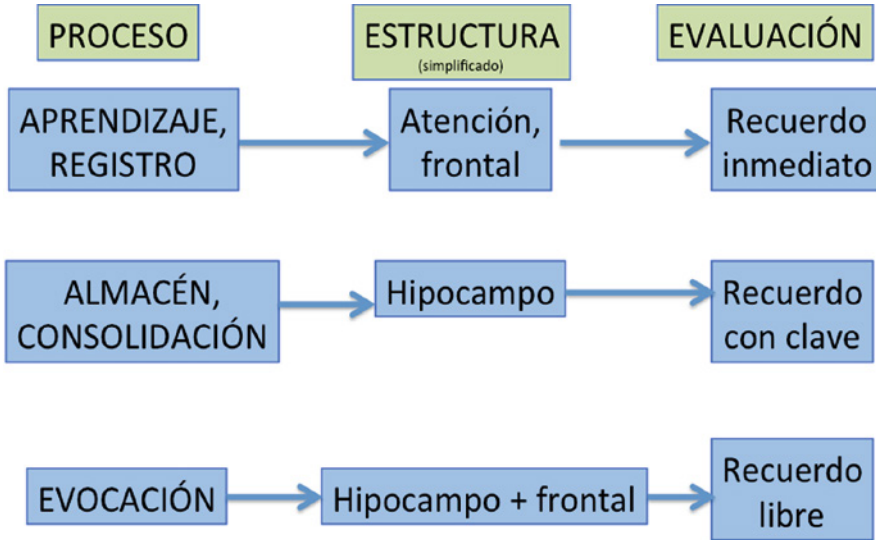 PROCESO
ESTRUCTURA
(simplificado)
EVALUACIÓN
APRENDIZAJE,
REGISTRO
Atención,
frontal
Recuerdo
inmediato
ALMACÉN,
CONSOLIDACIÓN
Hipocampo
Recuerdo
con clave
EVOCACIÓN
Hipocampo + frontal
Recuerdo
libre